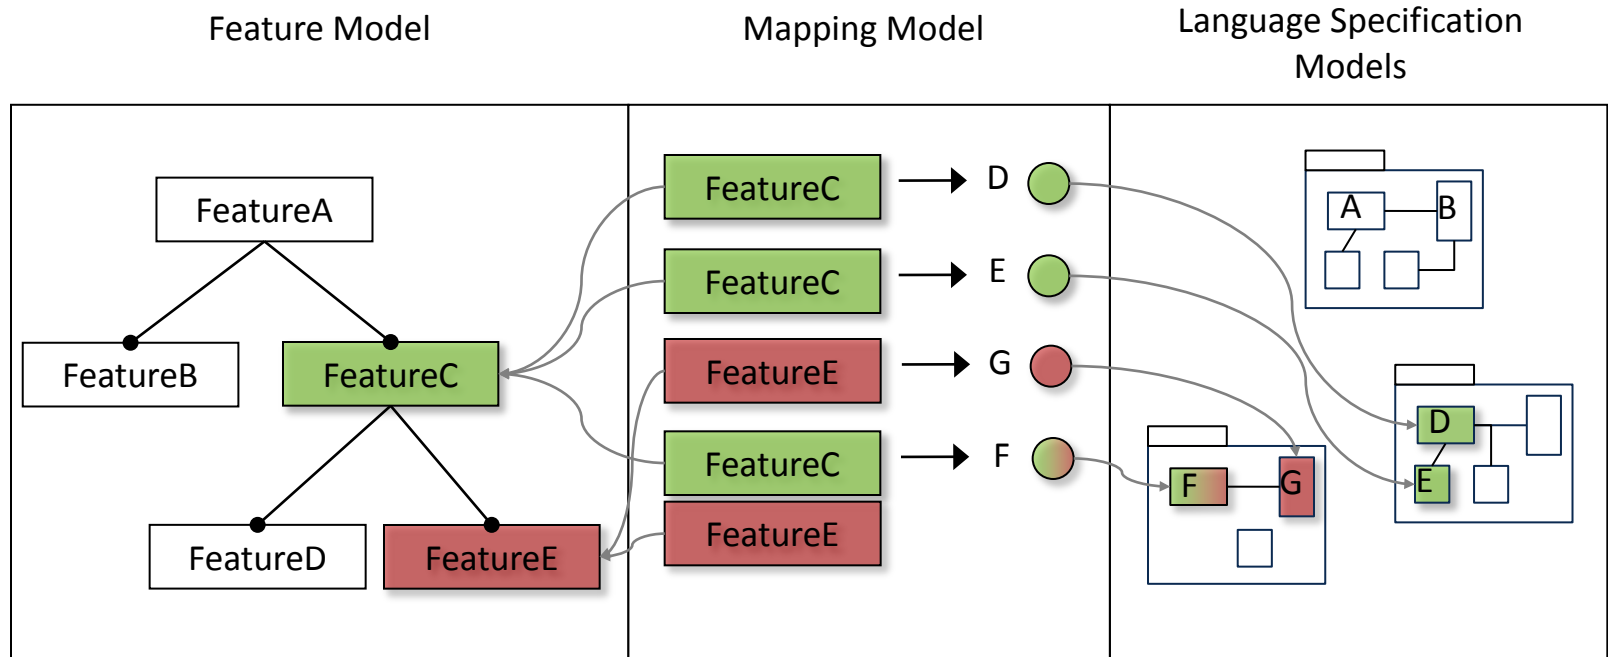 Feature Model
Mapping Model
Language Specification
Models
FeatureA
FeatureB
FeatureC
FeatureD
FeatureE
FeatureC
D
FeatureC
E
FeatureE
G
FeatureC
F
FeatureE
A
B
D
E
F
G